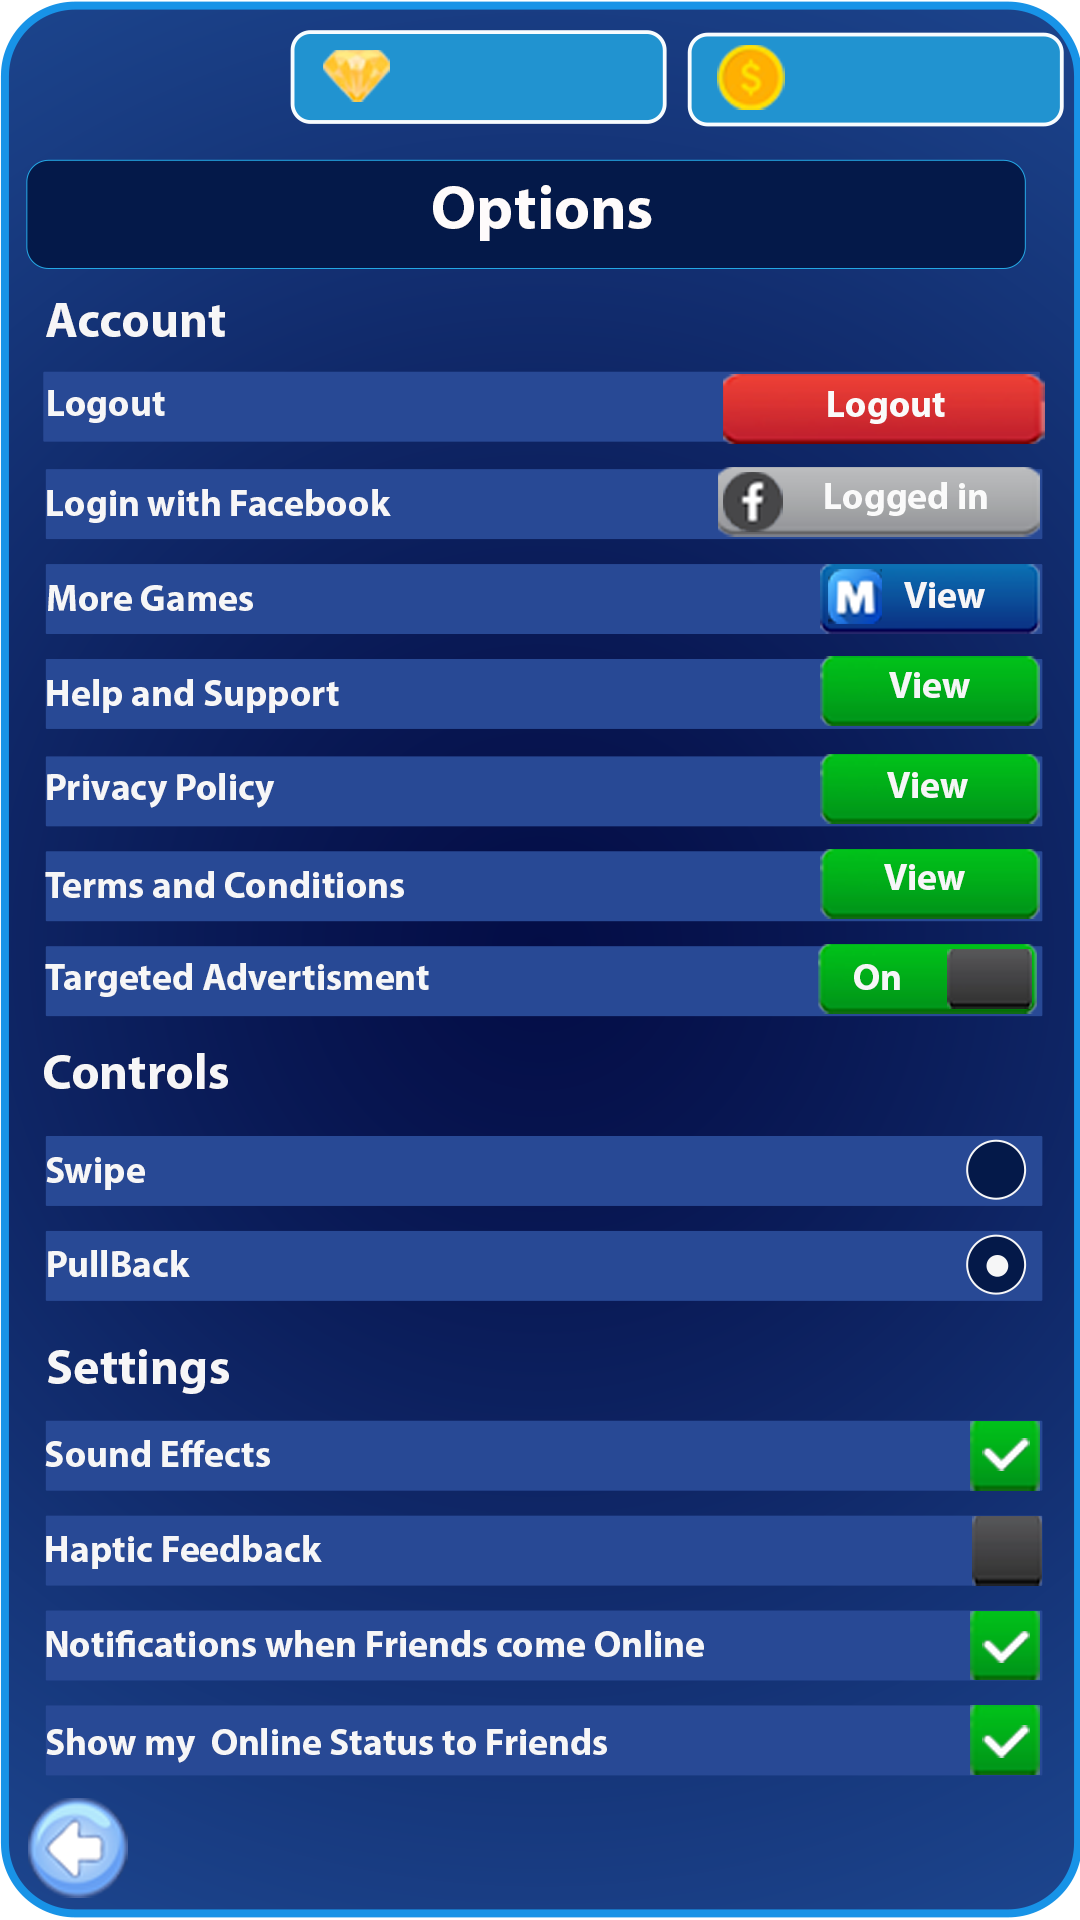 $
Options
Account
Logout Logout
Login with Facebook f Logged in
More Games M View
Help and Support View
Privacy Policy View
Terms and Conditions View
Targeted Advertisment On
Controls
Swipe
PullBack
Settings
Sound Effects
Haptic Feedback
Notifications when Friends come Online
Show my Online Status to Friends